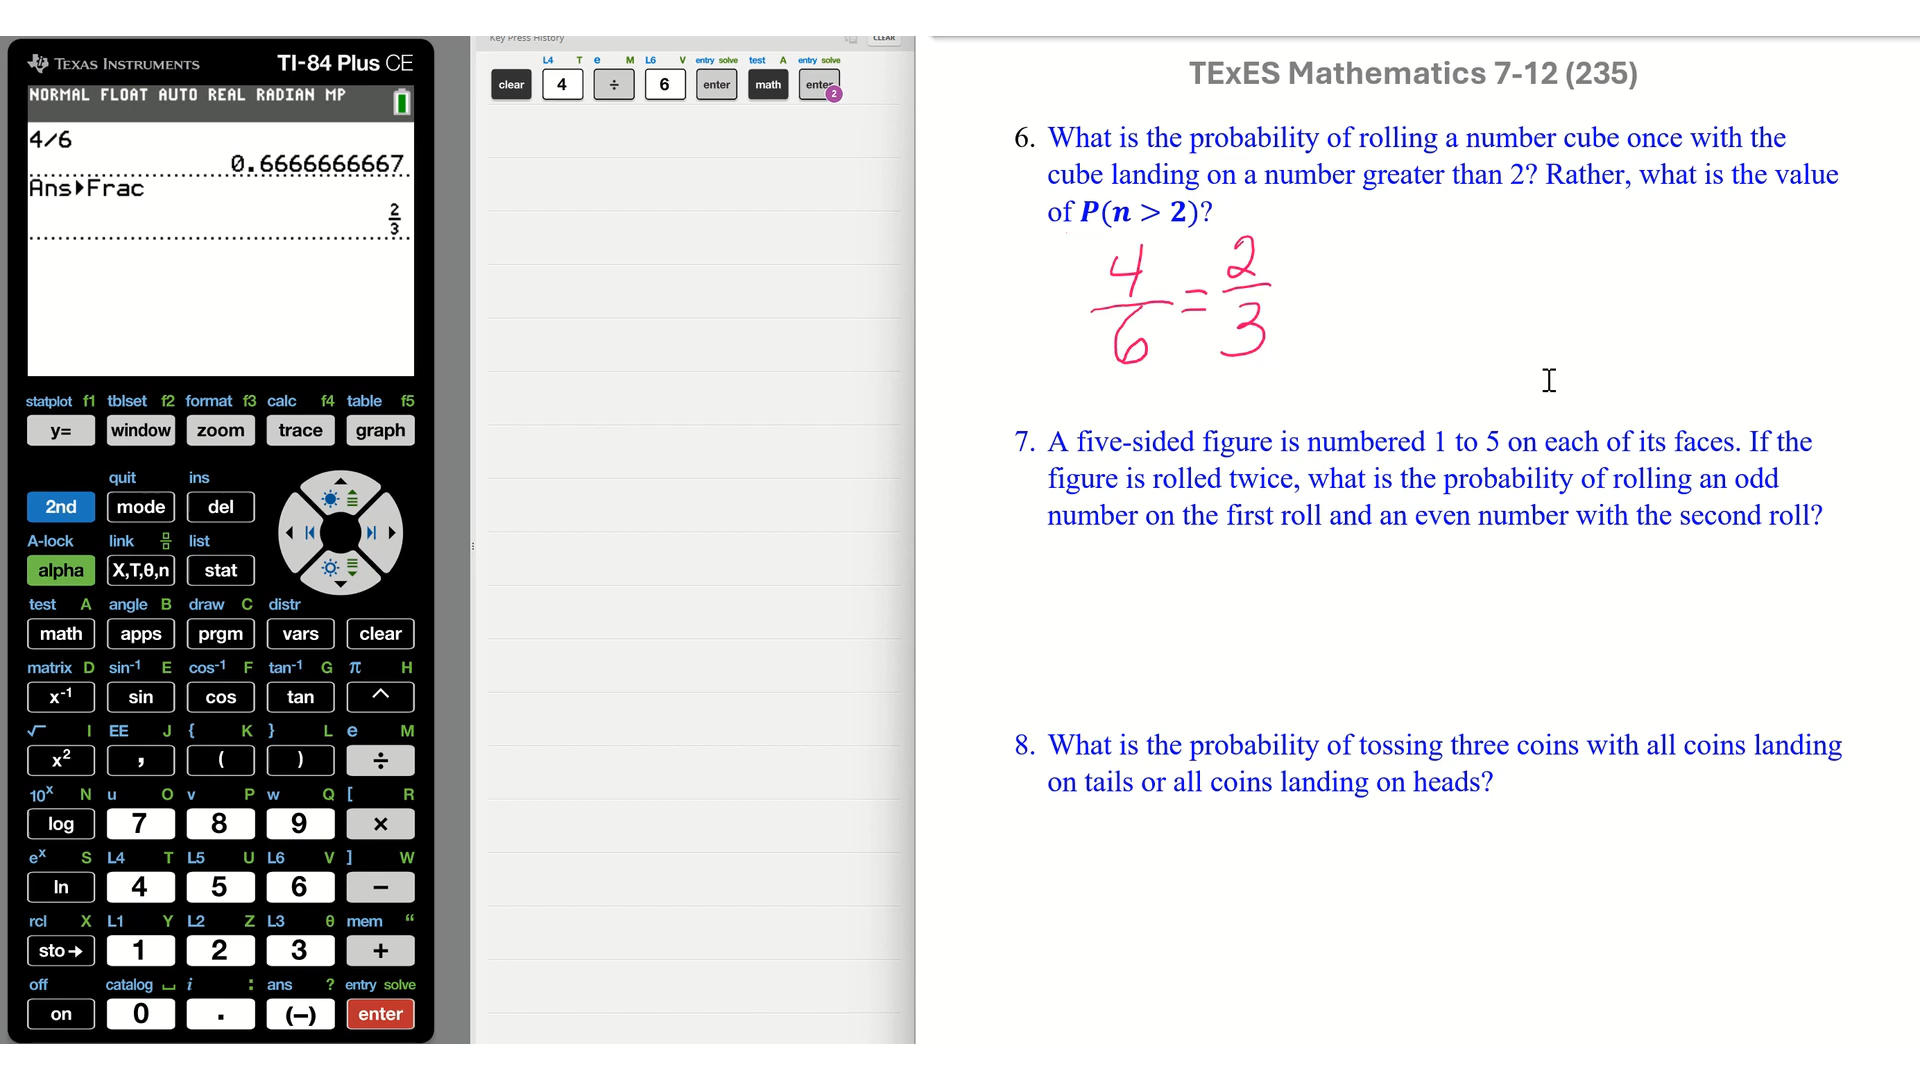 TEXAS INSTRUMENTS TI-84 Plus CE
NORMAL FLOAT AUTO REAL RADIAN MP
4/6
0.6666666667
Ans▸Frac
2/3
statplot f1 tblset f2 format f3 calc f4 table f5
y= window zoom trace graph
quit ins
2nd mode del
A-lock link list
alpha X,T,θ,n stat
test A angle B draw C distr
math apps prgm vars clear
matrix D sin⁻¹ E cos⁻¹ F tan⁻¹ G π H
x⁻¹ sin cos tan ^
√ I EE J { K } L e M
x² , ( ) ÷
10ˣ N u O v P w Q [ R
log 7 8 9 ×
eˣ S L4 T L5 U L6 V ] W
ln 4 5 6 −
rcl X L1 Y L2 Z L3 θ mem “
sto→ 1 2 3 +
off catalog ⎵ i : ans ? entry solve
on 0 . (–) enter
Key Press History CLEAR
L4 T e M L6 V entry solve test A entry solve
clear 4 ÷ 6 enter math enter 2
TExES Mathematics 7-12 (235)
6. What is the probability of rolling a number cube once with the
cube landing on a number greater than 2? Rather, what is the value
of P(n > 2)?
4/6 = 2/3
7. A five-sided figure is numbered 1 to 5 on each of its faces. If the
figure is rolled twice, what is the probability of rolling an odd
number on the first roll and an even number with the second roll?
8. What is the probability of tossing three coins with all coins landing
on tails or all coins landing on heads?